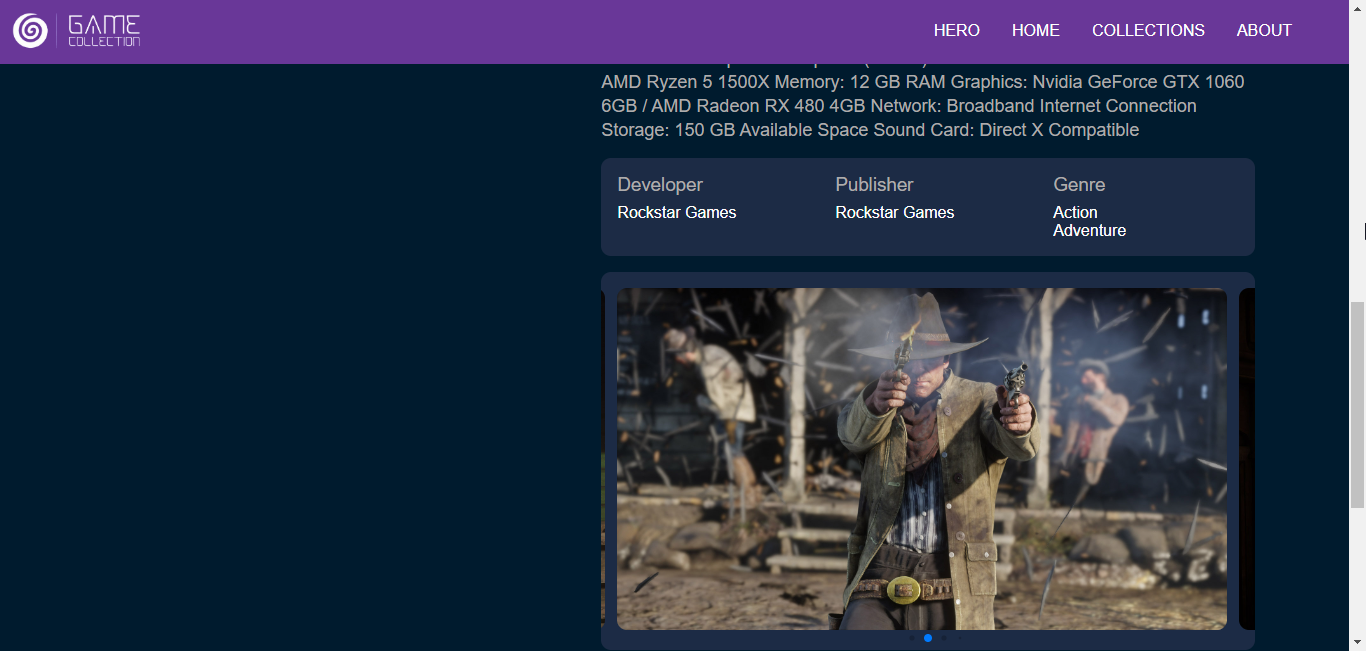 GAME
COLLECTION
HERO HOME COLLECTIONS ABOUT
AMD Ryzen 5 1500X Memory: 12 GB RAM Graphics: Nvidia GeForce GTX 1060
6GB / AMD Radeon RX 480 4GB Network: Broadband Internet Connection
Storage: 150 GB Available Space Sound Card: Direct X Compatible
Developer Publisher Genre
Rockstar Games Rockstar Games Action
Adventure